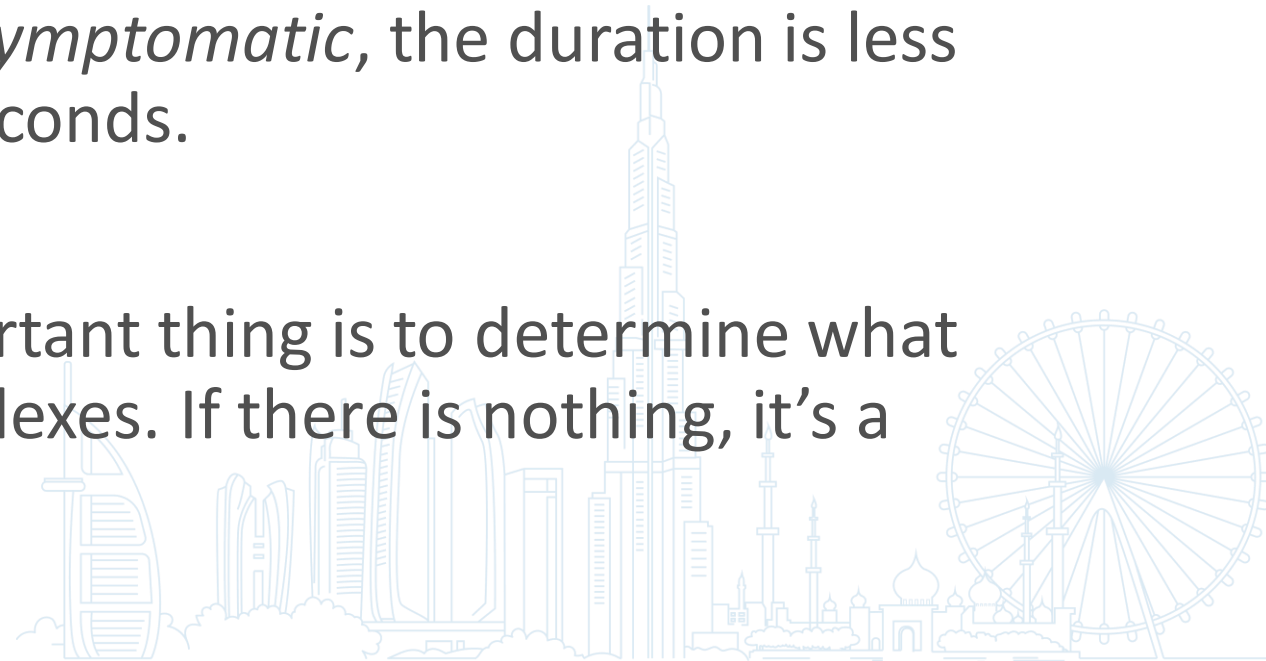 ymptomatic, the duration is less
conds.
rtant thing is to determine what
lexes. If there is nothing, it’s a